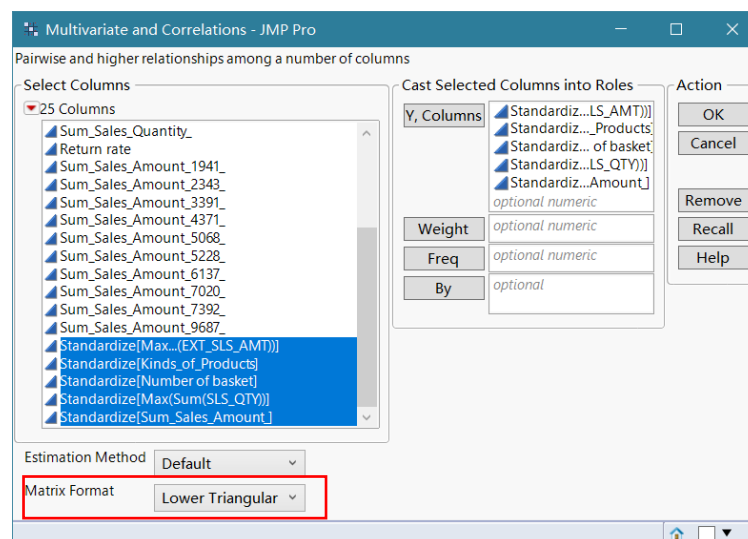 Multivariate and Correlations - JMP Pro
Pairwise and higher relationships among a number of columns
Select Columns
25 Columns
Sum_Sales_Quantity_
Return rate
Sum_Sales_Amount_1941_
Sum_Sales_Amount_2343_
Sum_Sales_Amount_3391_
Sum_Sales_Amount_4371_
Sum_Sales_Amount_5068_
Sum_Sales_Amount_5228_
Sum_Sales_Amount_6137_
Sum_Sales_Amount_7020_
Sum_Sales_Amount_7392_
Sum_Sales_Amount_9687_
Standardize[Max...(EXT_SLS_AMT))]
Standardize[Kinds_of_Products]
Standardize[Number of basket]
Standardize[Max(Sum(SLS_QTY))]
Standardize[Sum_Sales_Amount_]
Estimation Method Default
Matrix Format Lower Triangular
Cast Selected Columns into Roles
Y, Columns
Standardiz...LS_AMT))]
Standardiz..._Products]
Standardiz... of basket]
Standardiz...LS_QTY))]
Standardiz...Amount_]
optional numeric
Weight optional numeric
Freq optional numeric
By optional
Action
OK
Cancel
Remove
Recall
Help